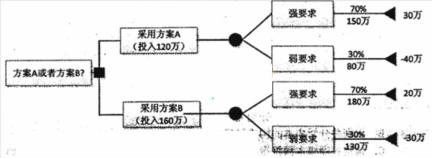 强要求
70%
150万
30万
采用方案A
（投入120万）
弱要求
30%
80万
-40万
方案A或者方案B?
强要求
70%
180万
20万
采用方案B
（投入160万）
弱要求
30%
130万
-30万